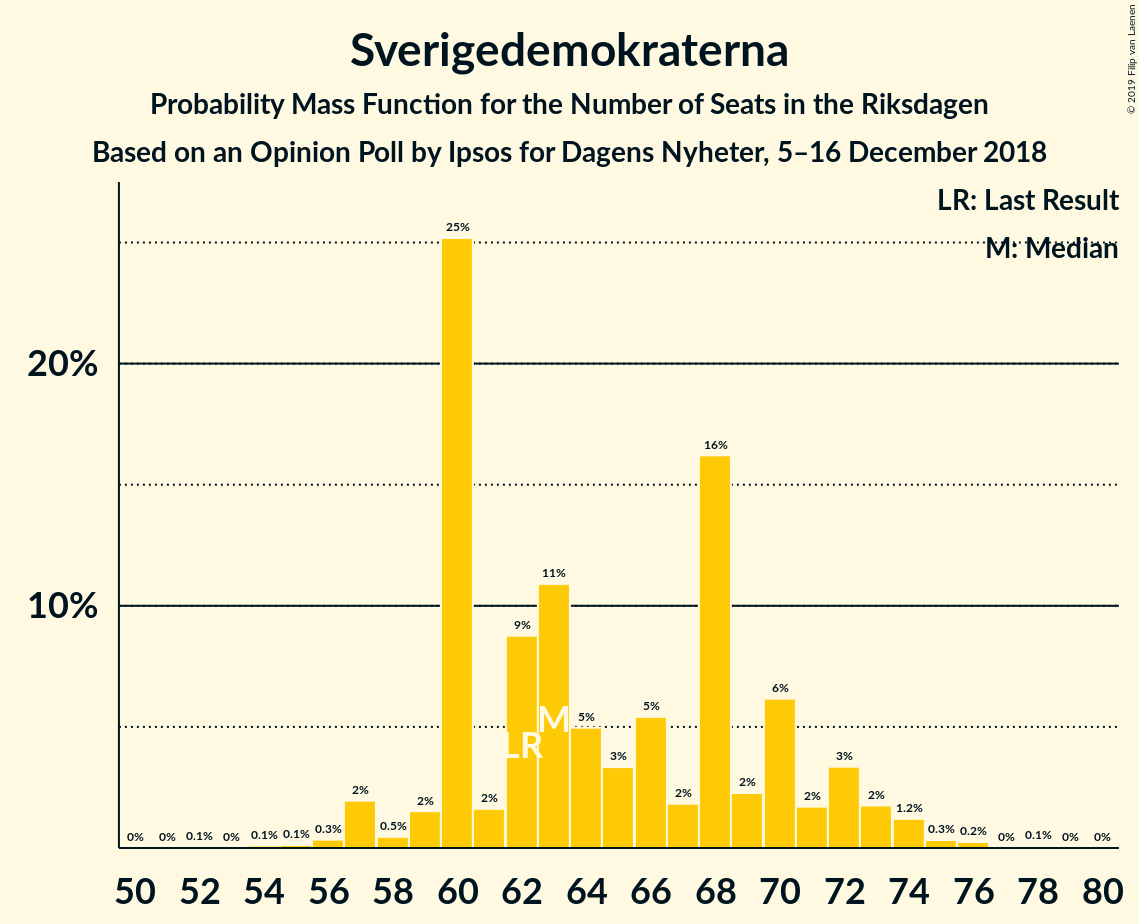 © 2019 Filip van Laenen
Sverigedemokraterna
Probability Mass Function for the Number of Seats in the Riksdagen
Based on an Opinion Poll by Ipsos for Dagens Nyheter, 5–16 December 2018
LR: Last Result
M: Median
20%
10%
0% 0% 0.1% 0% 0.1% 0.1% 0.3% 2% 0.5% 2% 25% 2% 9% 11% 5% 3% 5% 2% 16% 2% 6% 2% 3% 2% 1.2% 0.3% 0.2% 0% 0.1% 0% 0%
M
LR
50 52 54 56 58 60 62 64 66 68 70 72 74 76 78 80